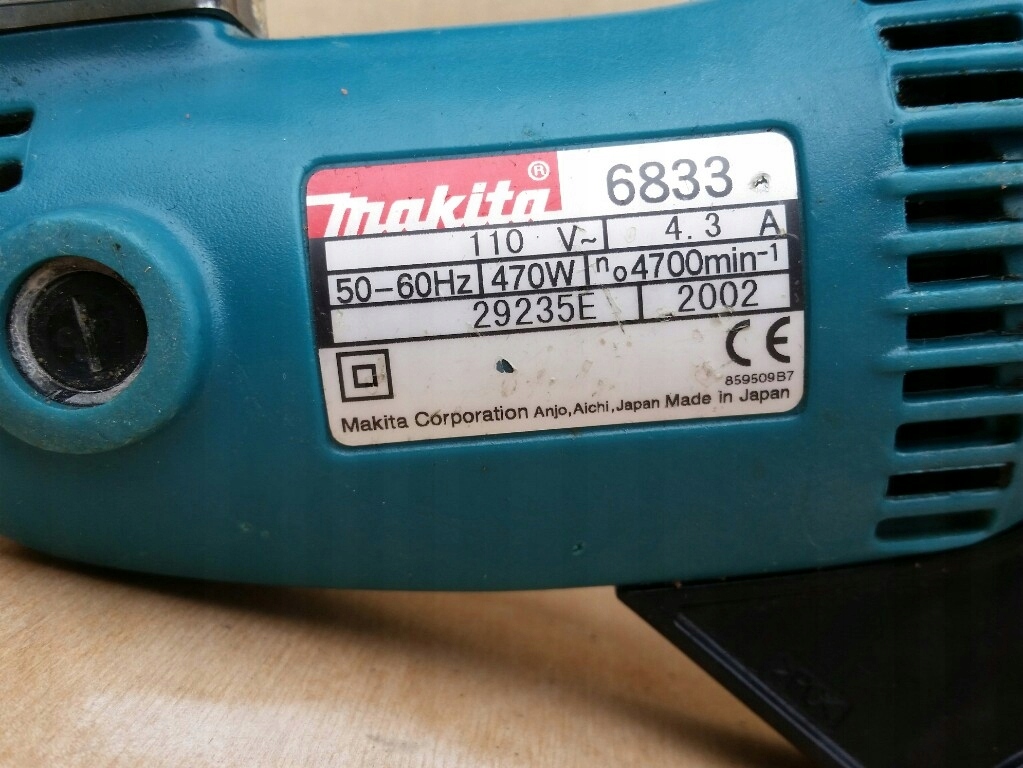 makita® 6833
110 V~ 4.3 A
50-60Hz 470W n₀4700min⁻¹
29235E 2002
CE
859509B7
Makita Corporation Anjo, Aichi, Japan Made in Japan